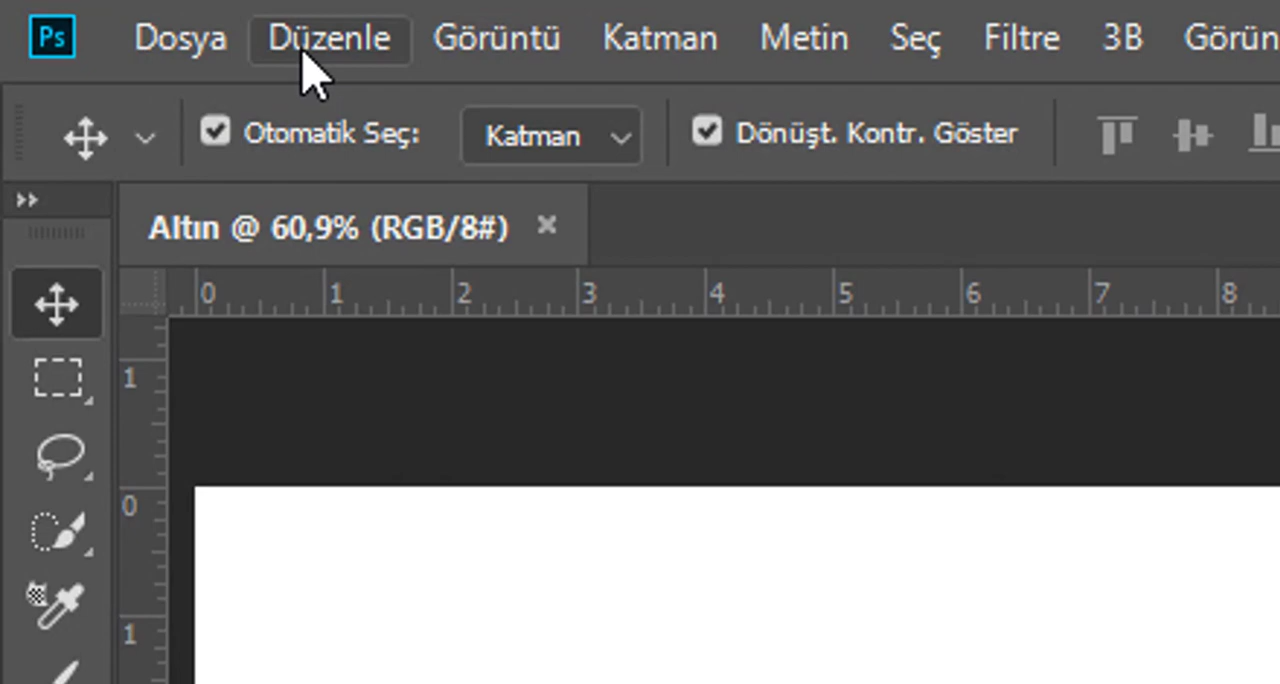 Ps Dosya Düzenle Görüntü Katman Metin Seç Filtre 3B Görün
Otomatik Seç: Katman Dönüşt. Kontr. Göster
Altın @ 60,9% (RGB/8#) ×
0 1 2 3 4 5 6 7 8
1
0
1